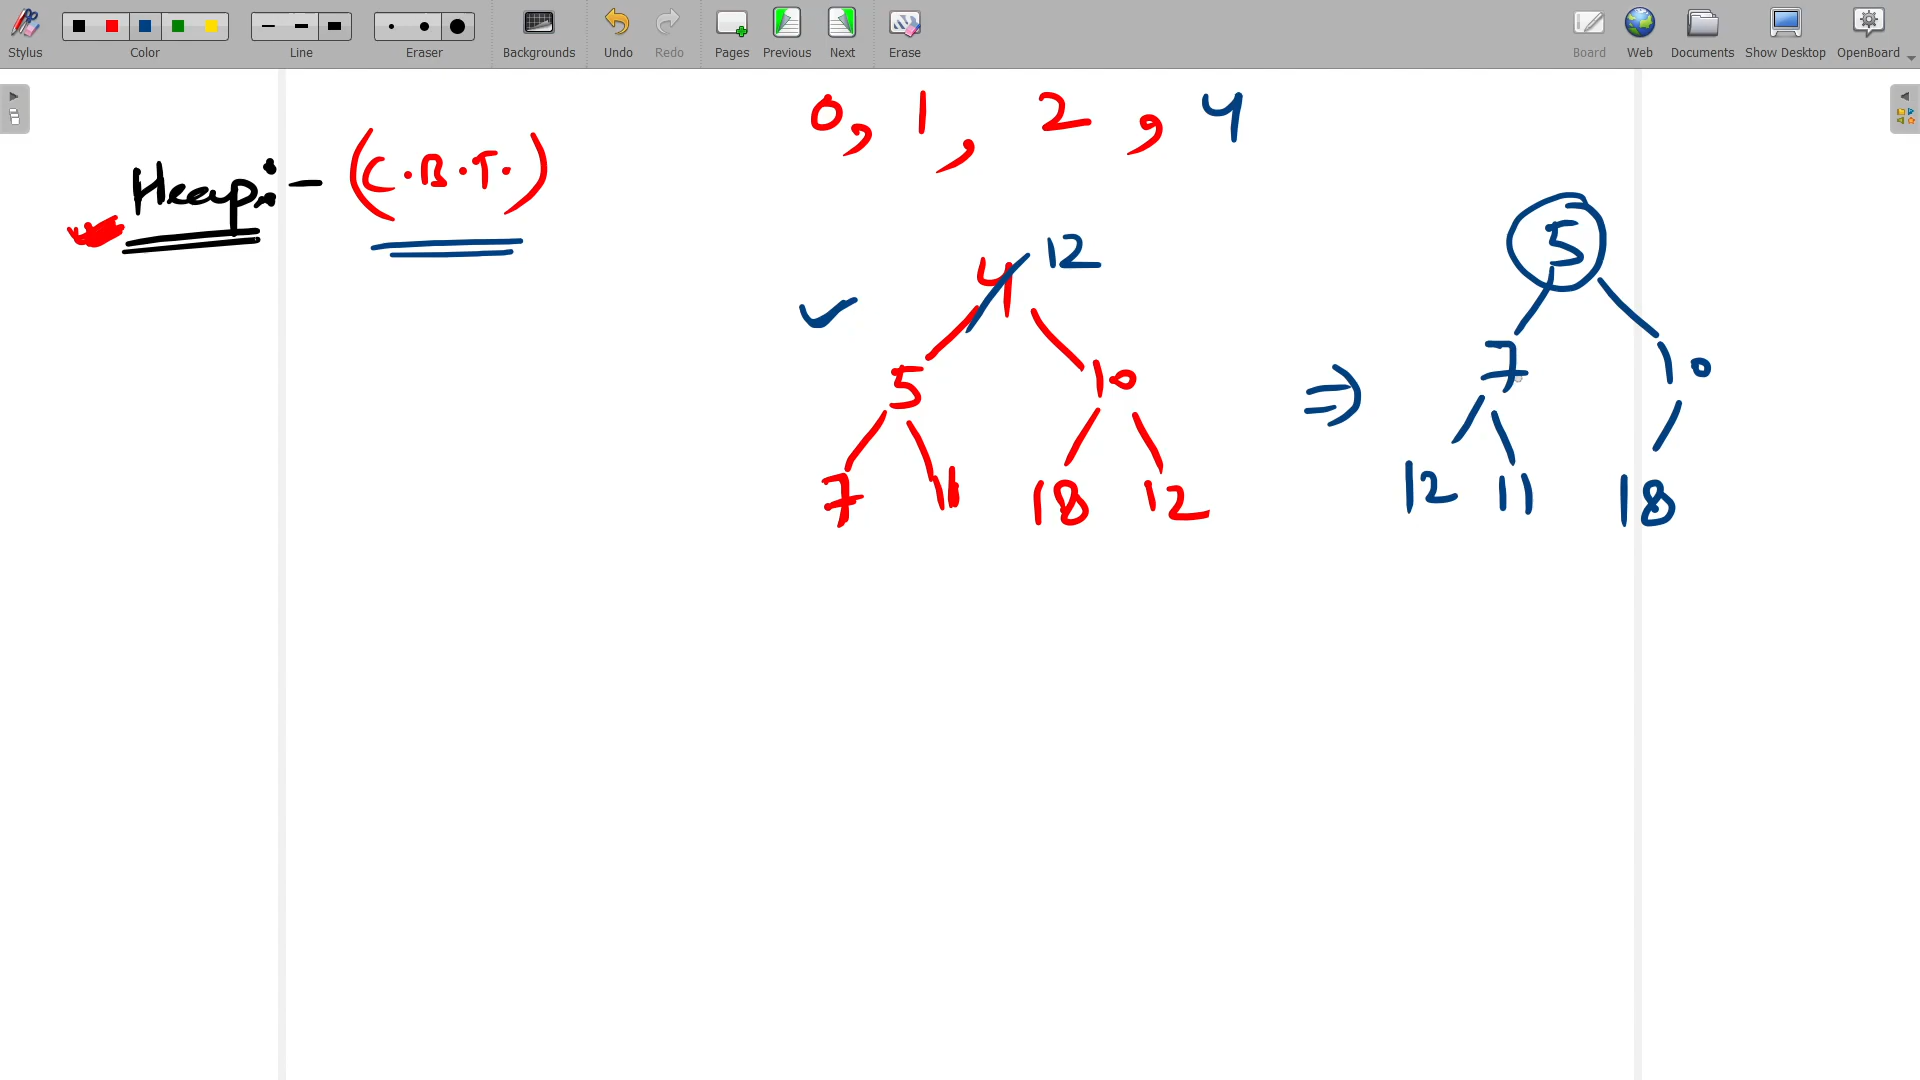 Stylus Color Line Eraser Backgrounds Undo Redo Pages Previous Next Erase Board Web Documents Show Desktop OpenBoard
0, 1, 2, 4
Heap:- (C.B.T.)
4 12
5 10
7 11 18 12
⇒
5
7 10
12 11 18